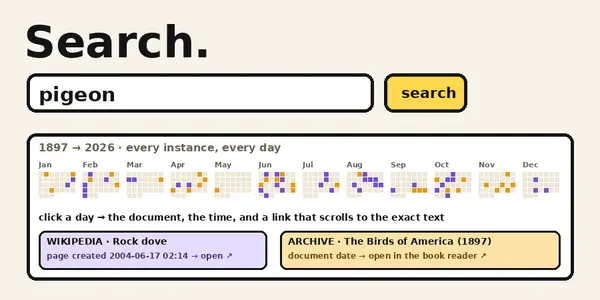 Search.
pigeon search
1897 → 2026 · every instance, every day
Jan Feb Mar Apr May Jun Jul Aug Sep Oct Nov Dec
click a day → the document, the time, and a link that scrolls to the exact text
WIKIPEDIA · Rock dove
page created 2004-06-17 02:14 → open ↗
ARCHIVE · The Birds of America (1897)
document date → open in the book reader ↗